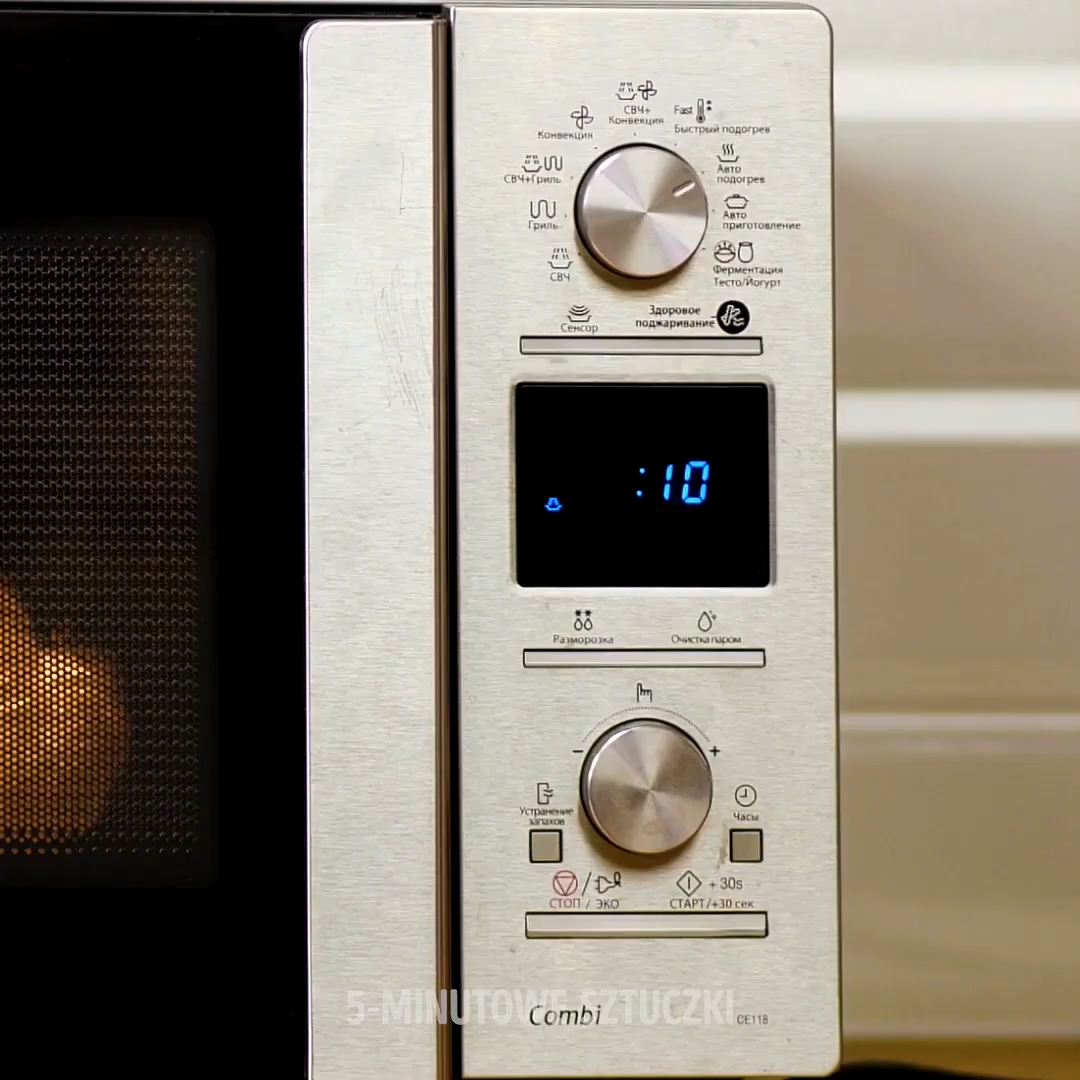 СВЧ+
Конвекция
Fast
Быстрый подогрев
Конвекция
Авто
подогрев
СВЧ+Гриль
Авто
приготовление
Гриль
Ферментация
Тесто/Йогурт
СВЧ
Здоровое
поджаривание
Сенсор
:10
Разморозка
Очистка паром
- +
Устранение
запахов
Часы
/ + 30s
СТОП / ЭКО
СТАРТ/+30 сек
5-MINUTOWE SZTUCZKI
Combi
CE118